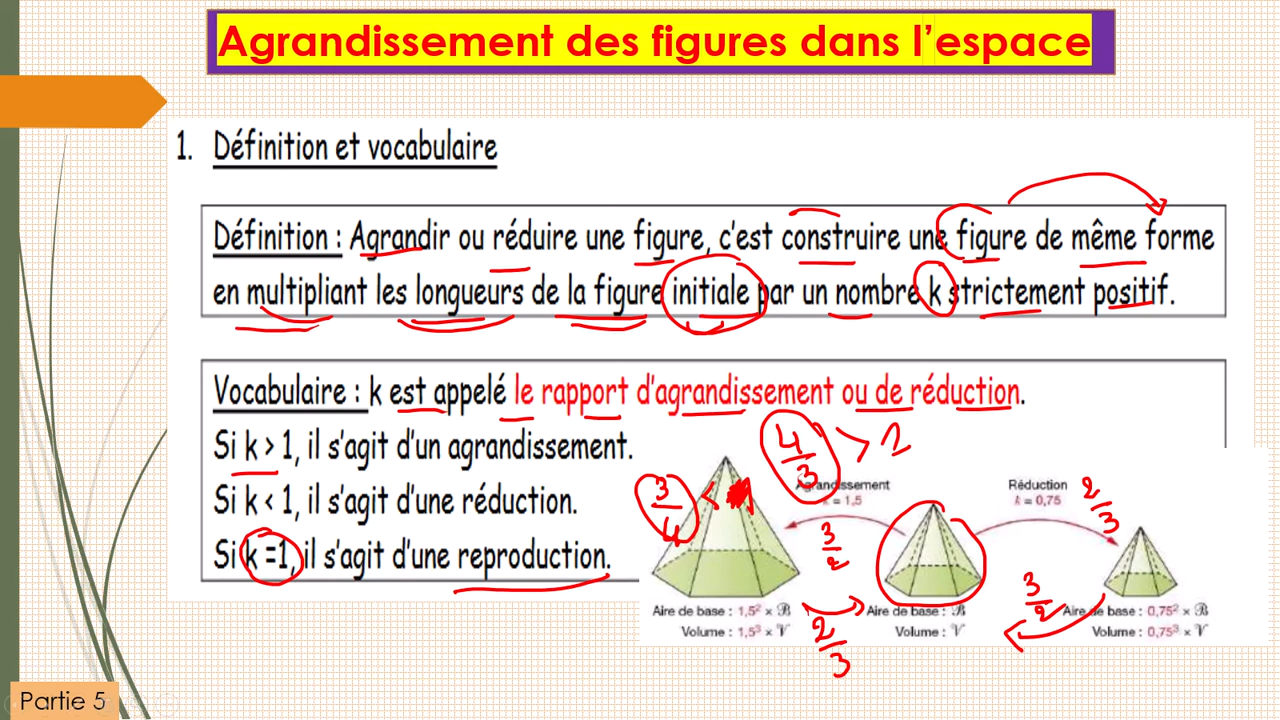 Agrandissement des figures dans l'espace
1. Définition et vocabulaire
Définition : Agrandir ou réduire une figure, c'est construire une figure de même forme
en multipliant les longueurs de la figure initiale par un nombre k strictement positif.
Vocabulaire : k est appelé le rapport d'agrandissement ou de réduction.
Si k > 1, il s'agit d'un agrandissement.
Si k < 1, il s'agit d'une réduction.
Si k =1, il s'agit d'une reproduction.
4/3 > 1
3/4 <
Agrandissement
k = 1,5
3/2
Réduction
k = 0,75
2/3
Aire de base : 1,5² × ℬ
Volume : 1,5³ × 𝒱
2/3
Aire de base : ℬ
Volume : 𝒱
3/2
Aire de base : 0,75² × ℬ
Volume : 0,75³ × 𝒱
Partie 5